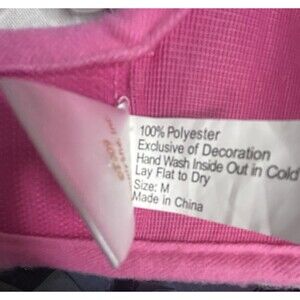 100% Polyester
Exclusive of Decoration
Hand Wash Inside Out in Cold
Lay Flat to Dry
Size: M
Made in China